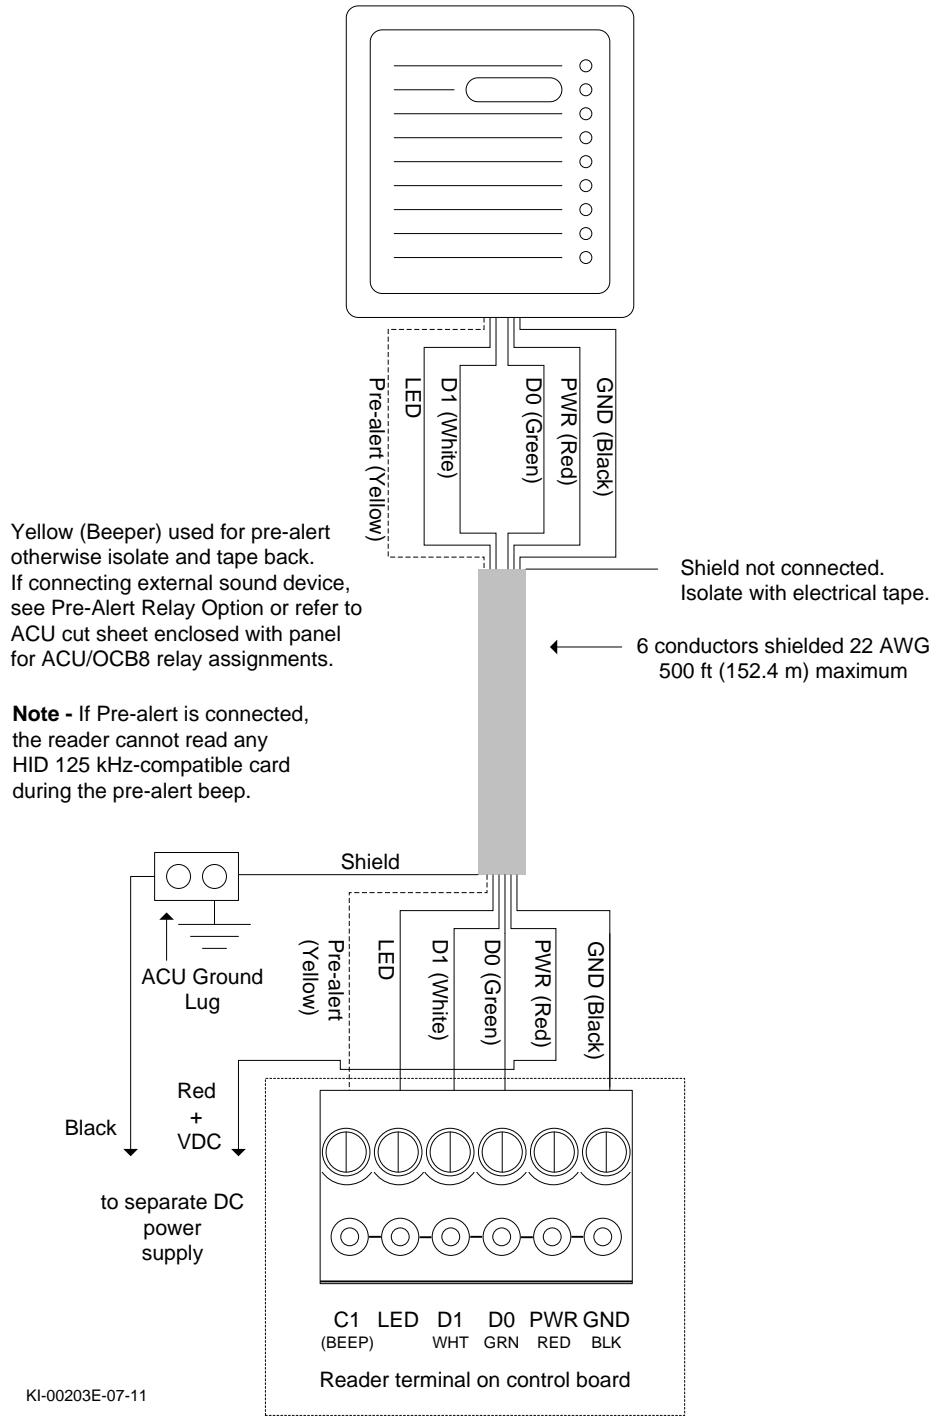 Pre-alert (Yellow)
LED
D1 (White)
D0 (Green)
PWR (Red)
GND (Black)
Yellow (Beeper) used for pre-alert
otherwise isolate and tape back.
If connecting external sound device,
see Pre-Alert Relay Option or refer to
ACU cut sheet enclosed with panel
for ACU/OCB8 relay assignments.
Note - If Pre-alert is connected,
the reader cannot read any
HID 125 kHz-compatible card
during the pre-alert beep.
Shield not connected.
Isolate with electrical tape.
6 conductors shielded 22 AWG
500 ft (152.4 m) maximum
Shield
ACU Ground
Lug
Pre-alert
(Yellow)
LED
D1 (White)
D0 (Green)
PWR (Red)
GND (Black)
Black
Red
+
VDC
to separate DC
power
supply
C1 LED D1 D0 PWR GND
(BEEP) WHT GRN RED BLK
Reader terminal on control board
KI-00203E-07-11